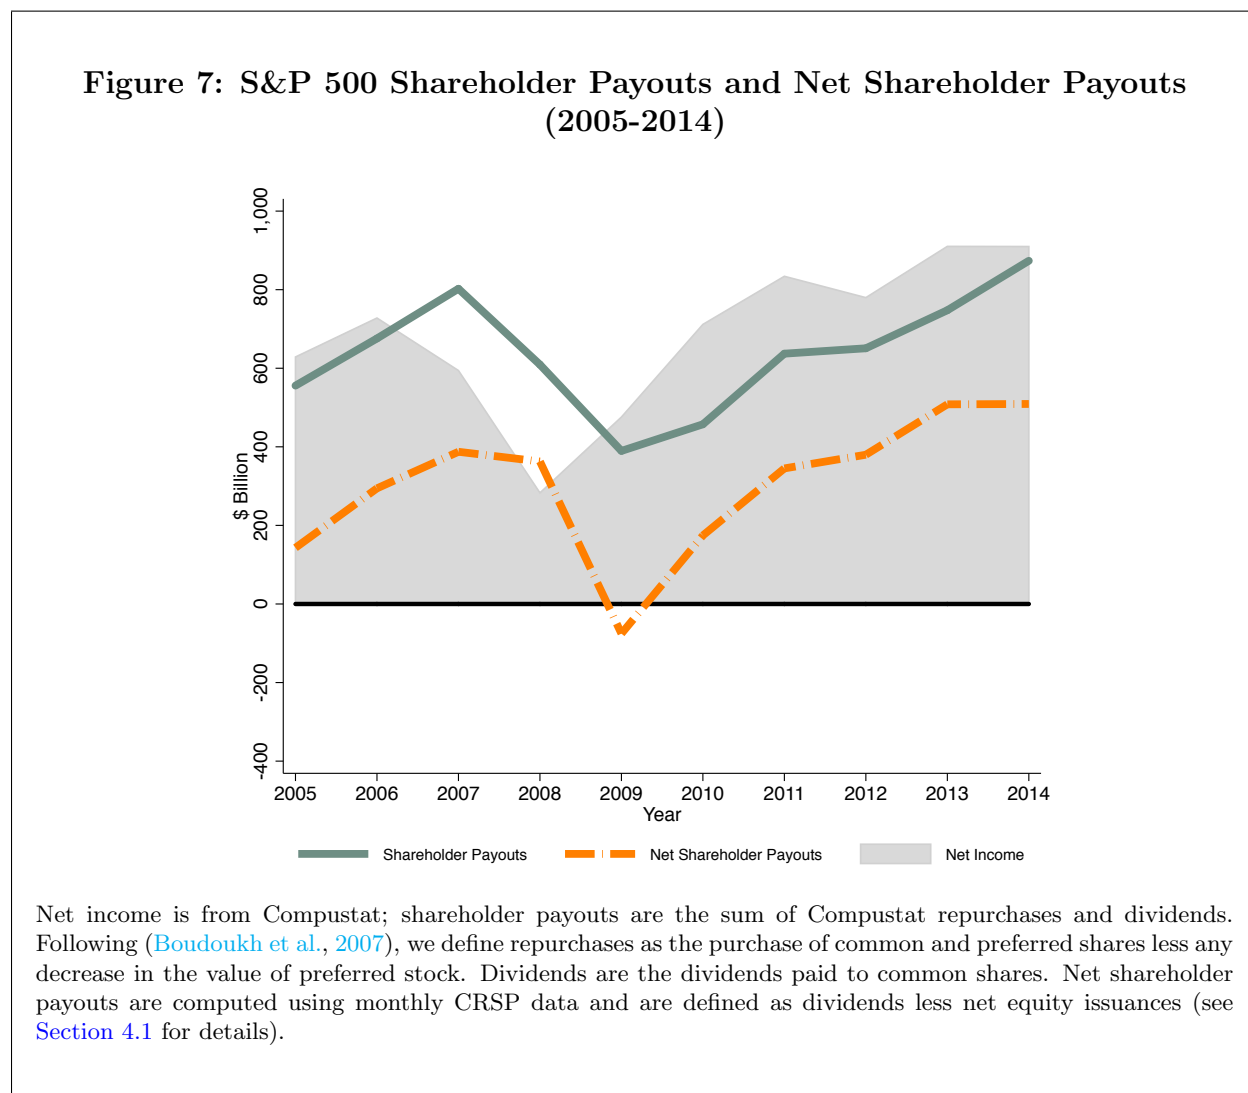 Figure 7: S&P 500 Shareholder Payouts and Net Shareholder Payouts
(2005-2014)
1,000
800
600
400
200
0
-200
-400
$ Billion
2005 2006 2007 2008 2009 2010 2011 2012 2013 2014
Year
Shareholder Payouts Net Shareholder Payouts Net Income
Net income is from Compustat; shareholder payouts are the sum of Compustat repurchases and dividends.
Following (Boudoukh et al., 2007), we define repurchases as the purchase of common and preferred shares less any
decrease in the value of preferred stock. Dividends are the dividends paid to common shares. Net shareholder
payouts are computed using monthly CRSP data and are defined as dividends less net equity issuances (see
Section 4.1 for details).